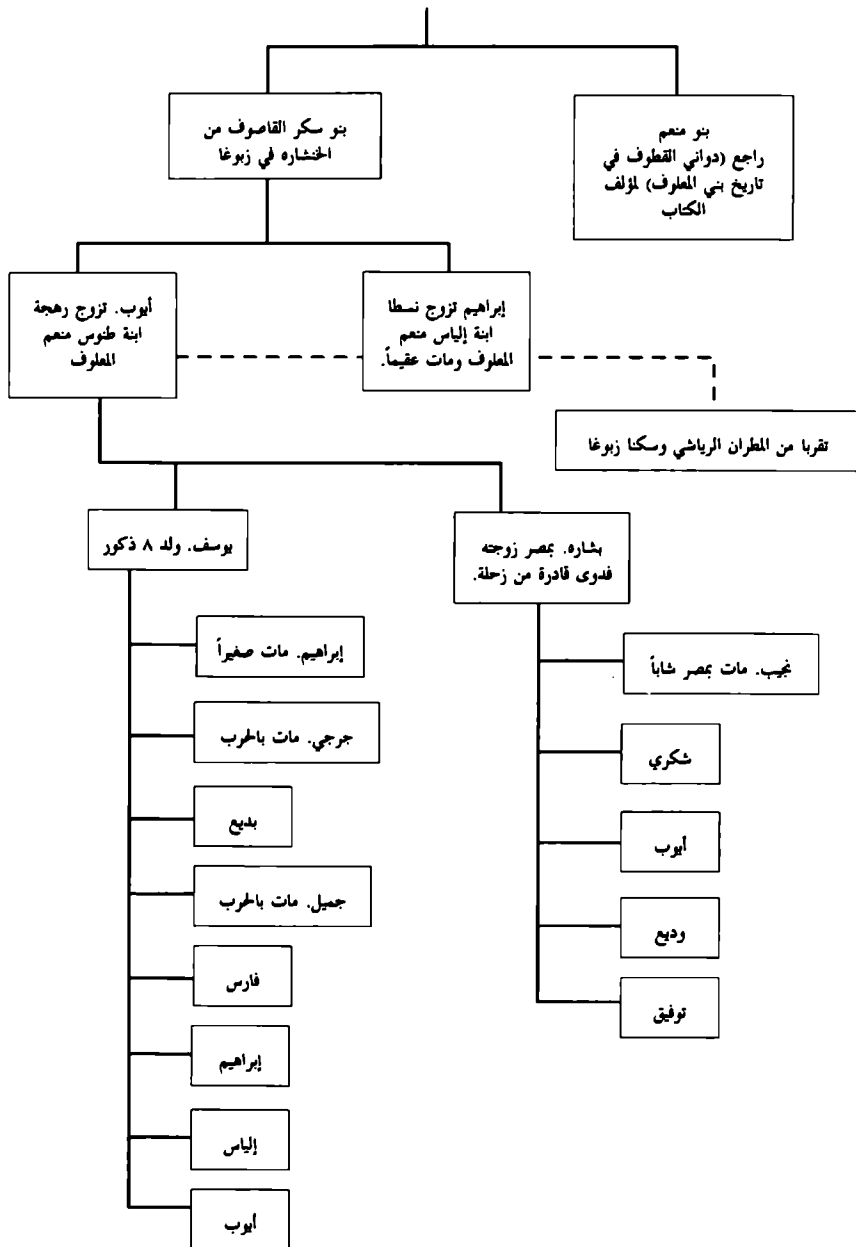 بنو منعم
راجع (دواني القطوف في
تاريخ بني المعلوف) لمؤلف
الكتاب
بنو سكر القاصوف من
الخنشاره في زبوغا
إبراهيم تزوج نسطا
ابنة إلياس منعم
المعلوف ومات عقيماً.
أيوب. تزوج رهجة
ابنة طنوس منعم
المعلوف
تقربا من المطران الرياشي وسكنا زبوغا
بشاره. بمصر زوجته
فدوى قادرة من زحلة.
نجيب. مات بمصر شاباً
شكري
أيوب
وديع
توفيق
يوسف. ولد ٨ ذكور
إبراهيم. مات صغيراً
جرجي. مات بالحرب
بديع
جميل. مات بالحرب
فارس
إبراهيم
إلياس
أيوب